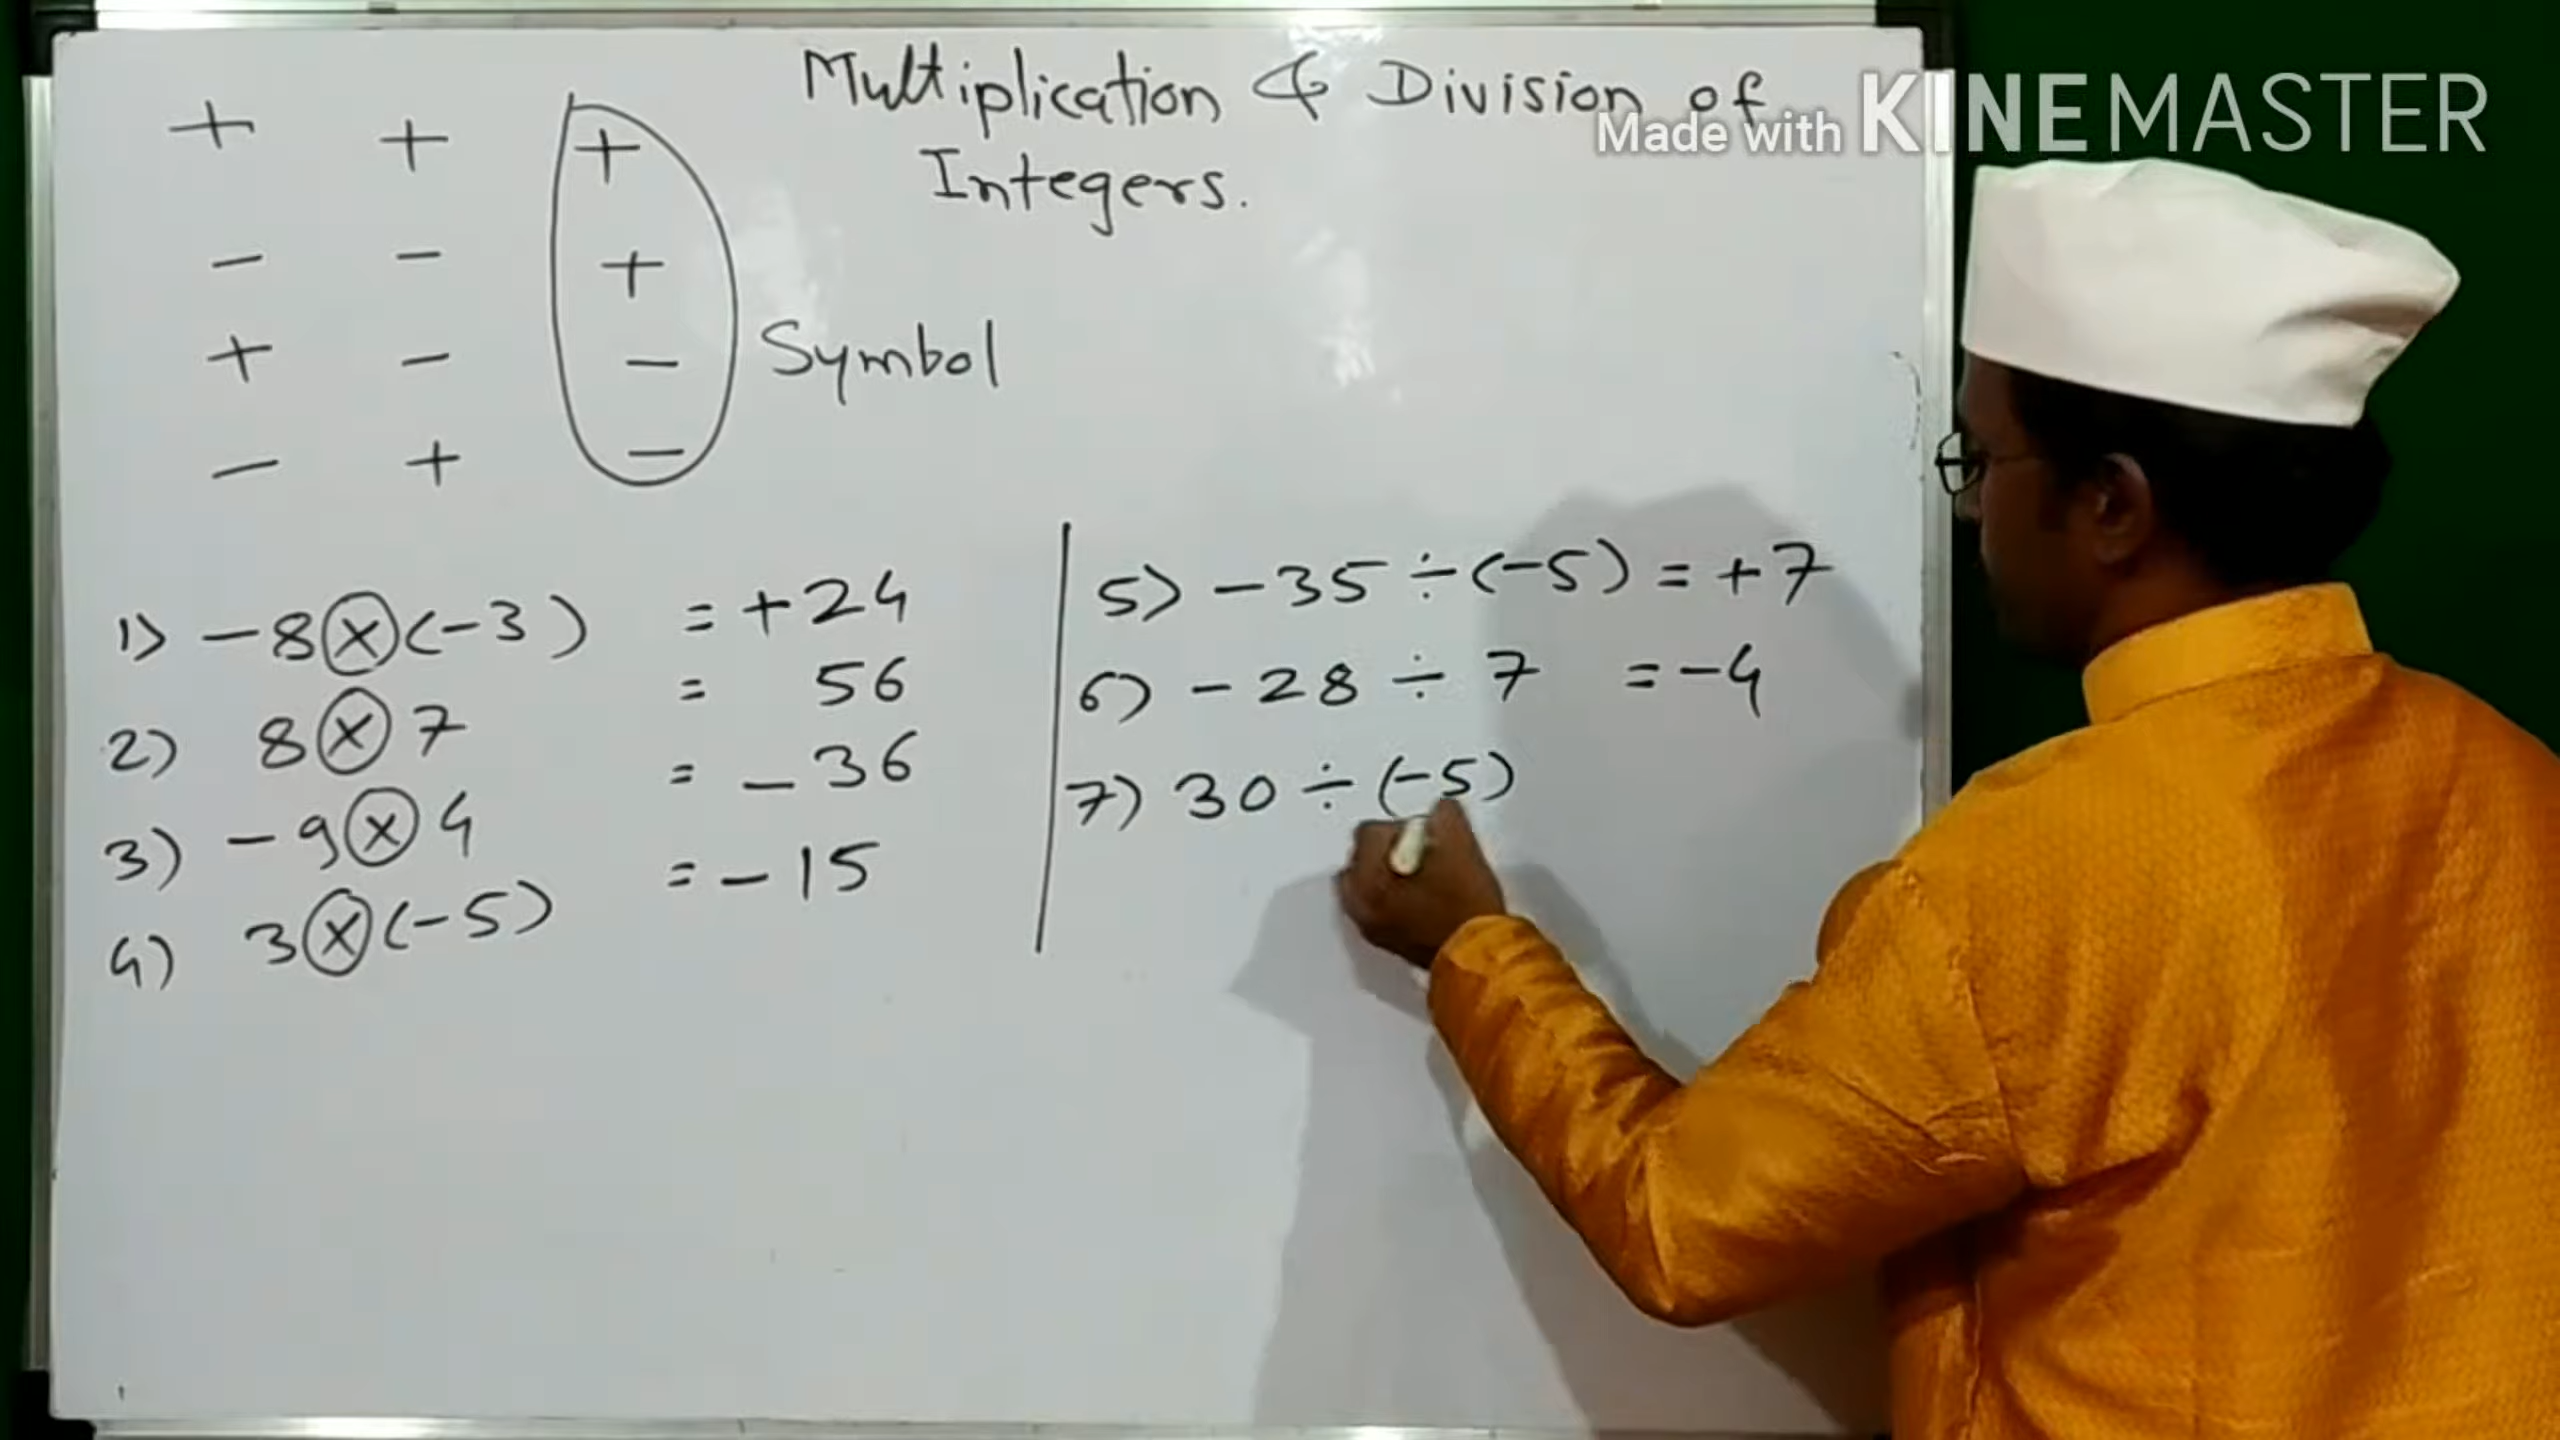 Multiplication & Division of
Integers.
Made with KINEMASTER
+ + +
- - +
+ - -
- + -
Symbol
1) -8×(-3) = +24
2) 8×7 = 56
3) -9×4 = -36
4) 3×(-5) = -15
5) -35÷(-5) = +7
6) -28÷7 = -4
7) 30÷(-5)